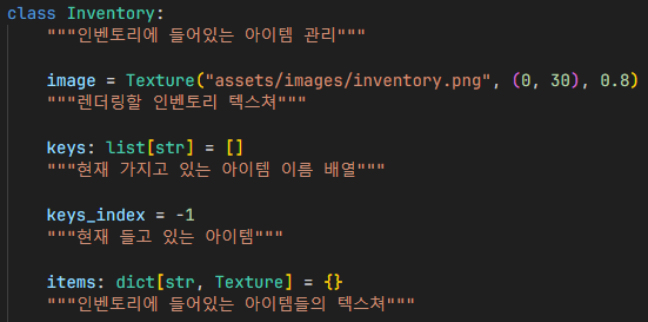 class Inventory:
    """인벤토리에 들어있는 아이템 관리"""
    image = Texture("assets/images/inventory.png", (0, 30), 0.8)
    """렌더링할 인벤토리 텍스쳐"""
    keys: list[str] = []
    """현재 가지고 있는 아이템 이름 배열"""
    keys_index = -1
    """현재 들고 있는 아이템"""
    items: dict[str, Texture] = {}
    """인벤토리에 들어있는 아이템들의 텍스쳐"""